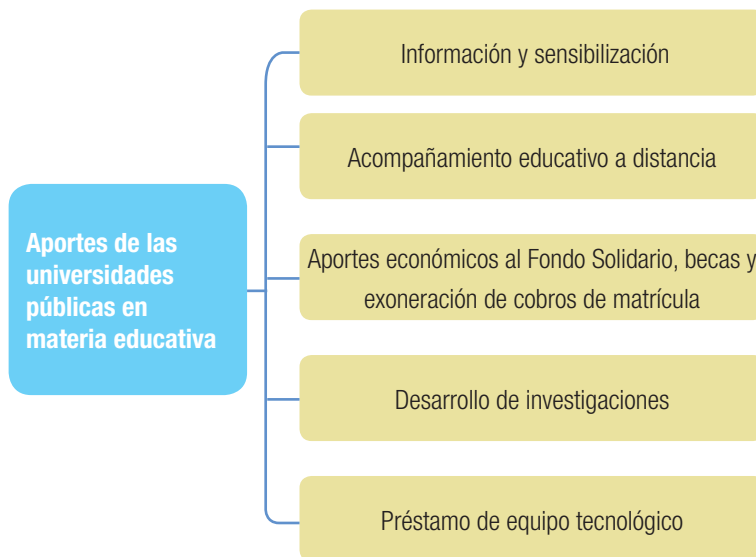 Información y sensibilización
Acompañamiento educativo a distancia
Aportes de las
universidades
públicas en
materia educativa
Aportes económicos al Fondo Solidario, becas y
exoneración de cobros de matrícula
Desarrollo de investigaciones
Préstamo de equipo tecnológico